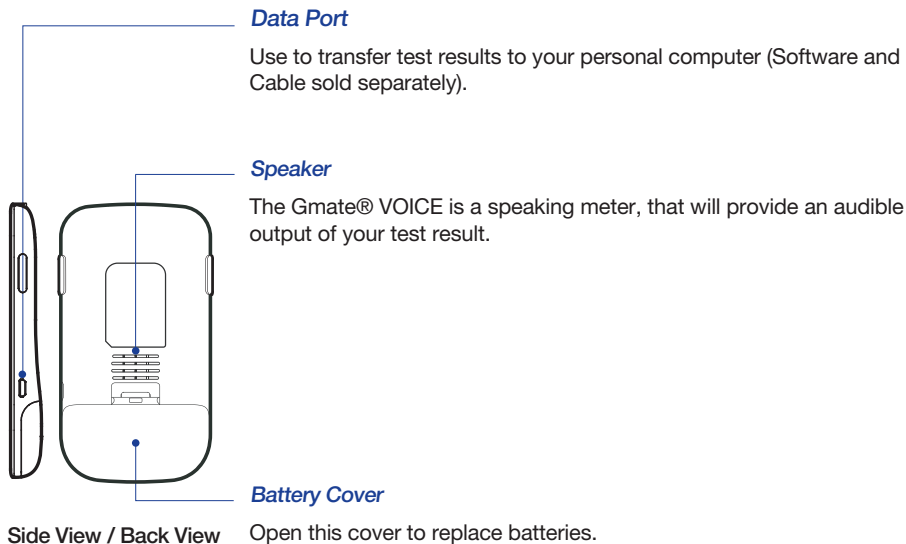 Data Port
Use to transfer test results to your personal computer (Software and
Cable sold separately).
Speaker
The Gmate® VOICE is a speaking meter, that will provide an audible
output of your test result.
Battery Cover
Open this cover to replace batteries.
Side View / Back View